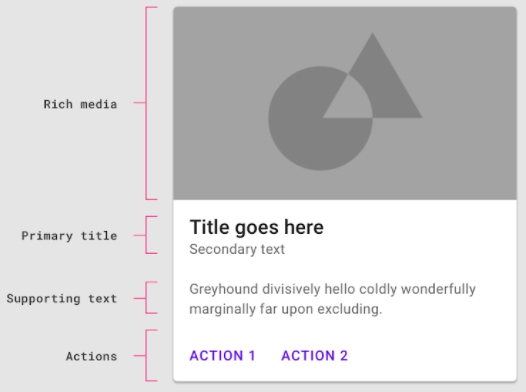 Rich media
Primary title
Title goes here
Secondary text
Supporting text
Greyhound divisively hello coldly wonderfully
marginally far upon excluding.
Actions
ACTION 1
ACTION 2